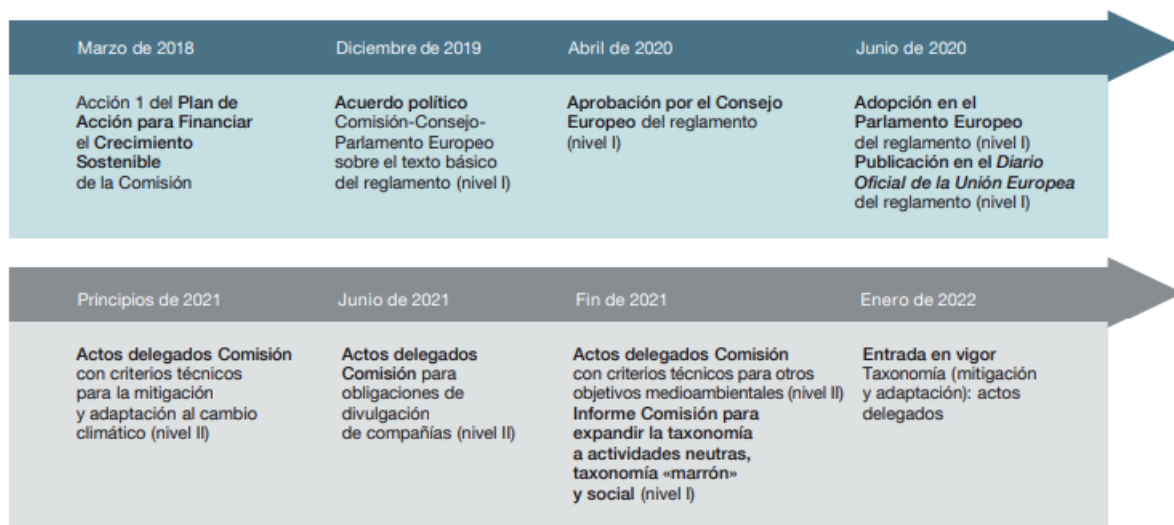 Marzo de 2018
Acción 1 del Plan de
Acción para Financiar
el Crecimiento
Sostenible
de la Comisión
Diciembre de 2019
Acuerdo político
Comisión-Consejo-
Parlamento Europeo
sobre el texto básico
del reglamento (nivel I)
Abril de 2020
Aprobación por el Consejo
Europeo del reglamento
(nivel I)
Junio de 2020
Adopción en el
Parlamento Europeo
del reglamento (nivel I)
Publicación en el Diario
Oficial de la Unión Europea
del reglamento (nivel I)
Principios de 2021
Actos delegados Comisión
con criterios técnicos
para la mitigación
y adaptación al cambio
climático (nivel II)
Junio de 2021
Actos delegados
Comisión para
obligaciones de
divulgación
de compañías (nivel II)
Fin de 2021
Actos delegados Comisión
con criterios técnicos para otros
objetivos medioambientales (nivel II)
Informe Comisión para
expandir la taxonomía
a actividades neutras,
taxonomía «marrón»
y social (nivel I)
Enero de 2022
Entrada en vigor
Taxonomía (mitigación
y adaptación): actos
delegados